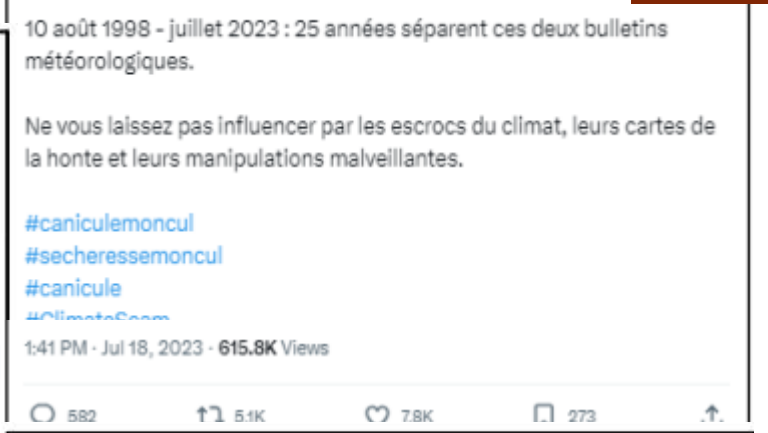 10 août 1998 - juillet 2023 : 25 années séparent ces deux bulletins
météorologiques.
Ne vous laissez pas influencer par les escrocs du climat, leurs cartes de
la honte et leurs manipulations malveillantes.
#caniculemoncul
#secheressemoncul
#canicule
#ClimateScam
1:41 PM · Jul 18, 2023 · 615.8K Views
582 5.1K 7.8K 273